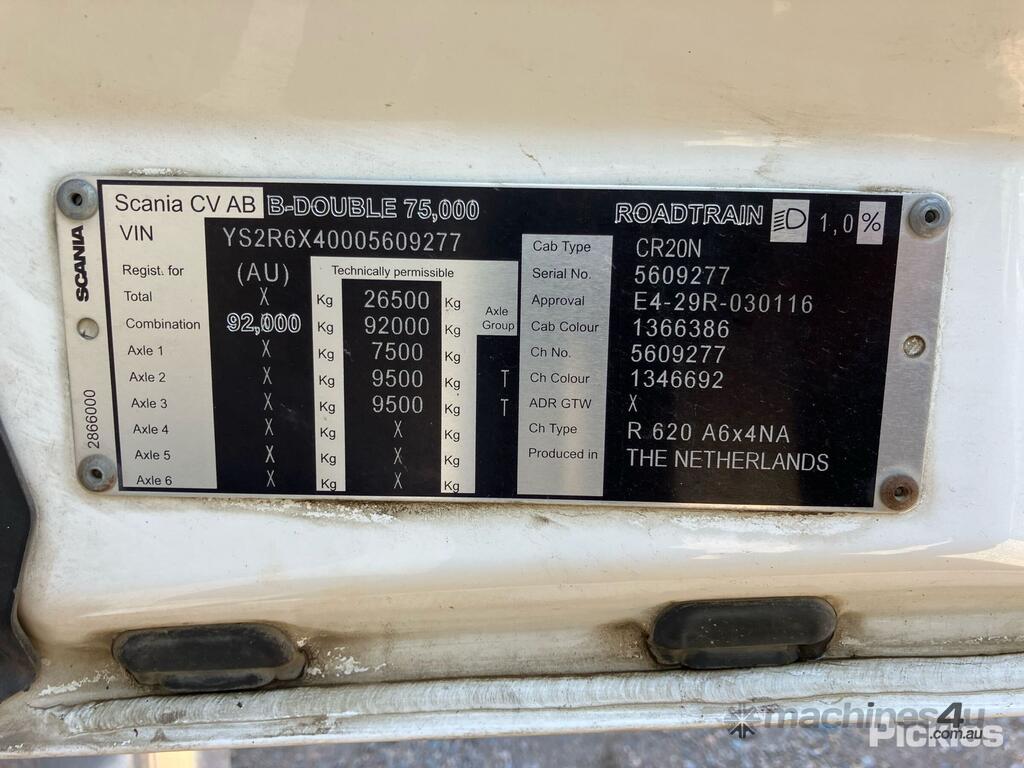 Scania CV AB B-DOUBLE 75,000 ROADTRAIN 1,0 %
VIN YS2R6X40005609277
Regist. for (AU) Technically permissible
Total X Kg 26500 Kg
Combination 92,000 Kg 92000 Kg Axle Group
Axle 1 X Kg 7500 Kg
Axle 2 X Kg 9500 Kg T
Axle 3 X Kg 9500 Kg T
Axle 4 X Kg X Kg
Axle 5 X Kg X Kg
Axle 6 X Kg X Kg
Cab Type CR20N
Serial No. 5609277
Approval E4-29R-030116
Cab Colour 1366386
Ch No. 5609277
Ch Colour 1346692
ADR GTW X
Ch Type R 620 A6x4NA
Produced in THE NETHERLANDS
SCANIA
2866000
machines4u
.com.au
Pickles